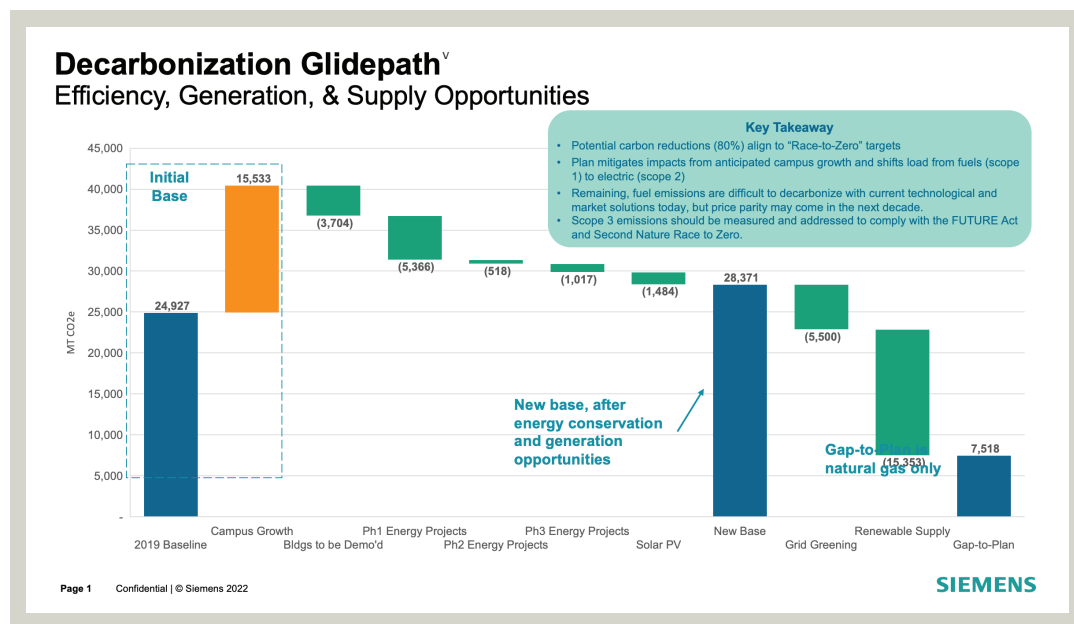 Decarbonization Glidepath v
Efficiency, Generation, & Supply Opportunities
Key Takeaway
• Potential carbon reductions (80%) align to “Race-to-Zero” targets
• Plan mitigates impacts from anticipated campus growth and shifts load from fuels (scope
1) to electric (scope 2)
• Remaining, fuel emissions are difficult to decarbonize with current technological and
market solutions today, but price parity may come in the next decade.
• Scope 3 emissions should be measured and addressed to comply with the FUTURE Act
and Second Nature Race to Zero.
MT CO2e
45,000
40,000
35,000
30,000
25,000
20,000
15,000
10,000
5,000
-
Initial
Base
24,927
15,533
(3,704)
(5,366)
(518)
(1,017)
(1,484)
28,371
(5,500)
(15,353)
7,518
New base, after
energy conservation
and generation
opportunities
Gap-to-Plan is
natural gas only
2019 Baseline
Campus Growth
Bldgs to be Demo'd
Ph1 Energy Projects
Ph2 Energy Projects
Ph3 Energy Projects
Solar PV
New Base
Grid Greening
Renewable Supply
Gap-to-Plan
Page 1 Confidential | © Siemens 2022
SIEMENS